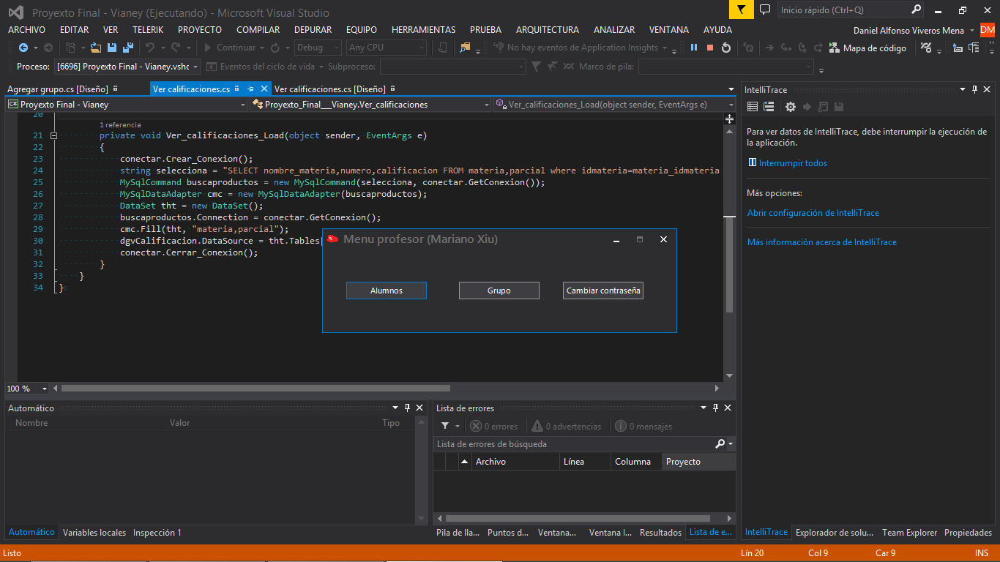 Proyexto Final - Vianey (Ejecutando) - Microsoft Visual Studio
Inicio rápido (Ctrl+Q)
ARCHIVO EDITAR VER TELERIK PROYECTO COMPILAR DEPURAR EQUIPO HERRAMIENTAS PRUEBA ARQUITECTURA ANALIZAR VENTANA AYUDA
Daniel Alfonso Viveros Mena DM
Continuar Debug Any CPU No hay eventos de Application Insights Mapa de código
Proceso: [6696] Proyexto Final - Vianey.vshc Eventos del ciclo de vida Subproceso: Marco de pila:
Agregar grupo.cs [Diseño] Ver calificaciones.cs Ver calificaciones.cs [Diseño]
C# Proyexto Final - Vianey Proyexto_Final___Vianey.Ver_calificaciones Ver_calificaciones_Load(object sender, EventArgs e)
20
1 referencia
21 private void Ver_calificaciones_Load(object sender, EventArgs e)
22 {
23 conectar.Crear_Conexion();
24 string selecciona = "SELECT nombre_materia,numero,calificacion FROM materia,parcial where idmateria=materia_idmateria
25 MySqlCommand buscaproductos = new MySqlCommand(selecciona, conectar.GetConexion());
26 MySqlDataAdapter cmc = new MySqlDataAdapter(buscaproductos);
27 DataSet tht = new DataSet();
28 buscaproductos.Connection = conectar.GetConexion();
29 cmc.Fill(tht, "materia,parcial");
30 dgvCalificacion.DataSource = tht.Tables[
31 conectar.Cerrar_Conexion();
32 }
33 }
34 }
Menu profesor (Mariano Xiu)
Alumnos Grupo Cambiar contraseña
100 %
IntelliTrace
Para ver datos de IntelliTrace, debe interrumpir la ejecución de
la aplicación.
Interrumpir todos
Más opciones:
Abrir configuración de IntelliTrace
Más información acerca de IntelliTrace
Automático
Nombre Valor Tipo
Lista de errores
0 errores 0 advertencias 0 mensajes
Lista de errores de búsqueda
Archivo Línea Columna Proyecto
Automático Variables locales Inspección 1
Pila de lla... Puntos d... Ventana... Ventana I... Resultados Lista de e...
IntelliTrace Explorador de solu... Team Explorer Propiedades
Listo Lín 20 Col 9 Car 9 INS